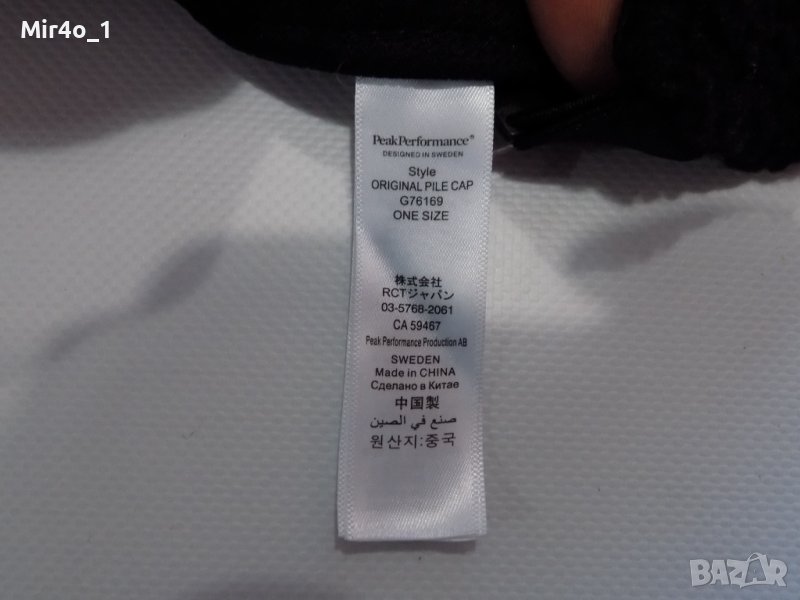 Mir4o_1
PeakPerformance®
DESIGNED IN SWEDEN
Style
ORIGINAL PILE CAP
G76169
ONE SIZE
株式会社
RCTジャパン
03-5768-2061
CA 59467
Peak Performance Production AB
SWEDEN
Made in CHINA
Сделано в Китае
中国製
صنع في الصين
원산지:중국
BAZAR